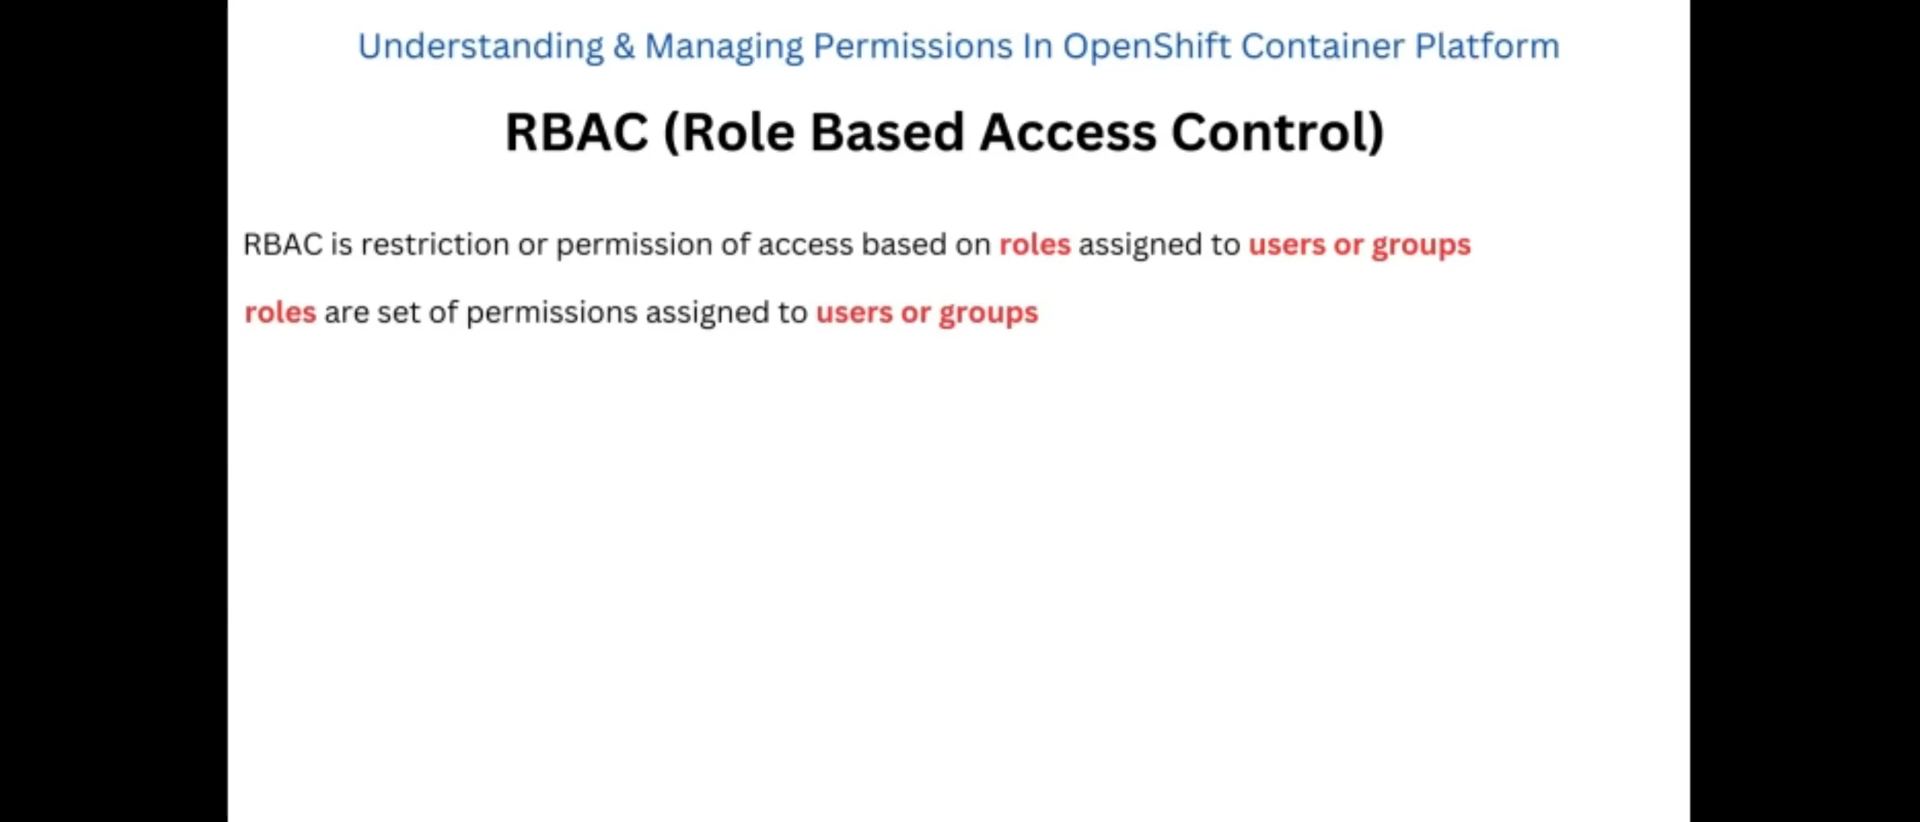 Understanding & Managing Permissions In OpenShift Container Platform
RBAC (Role Based Access Control)
RBAC is restriction or permission of access based on roles assigned to users or groups
roles are set of permissions assigned to users or groups